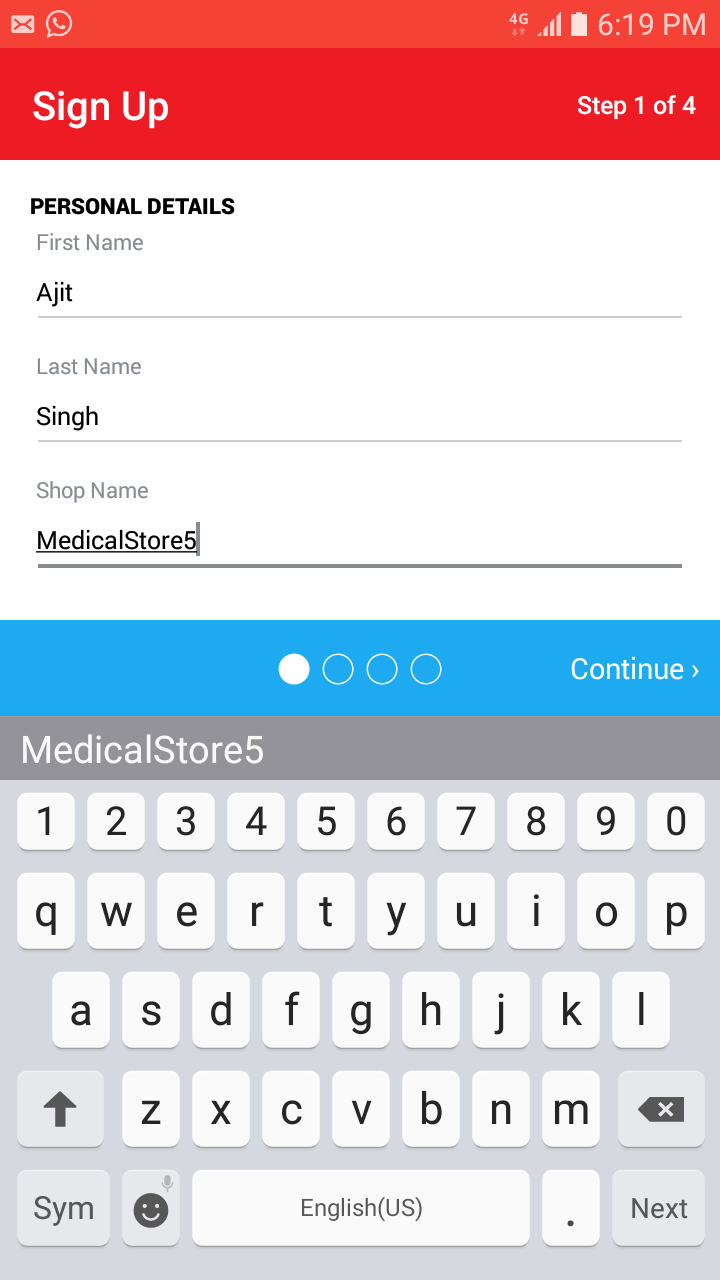 4G 6:19 PM
Sign Up Step 1 of 4
PERSONAL DETAILS
First Name
Ajit
Last Name
Singh
Shop Name
MedicalStore5
Continue ›
MedicalStore5
1 2 3 4 5 6 7 8 9 0
q w e r t y u i o p
a s d f g h j k l
z x c v b n m
Sym English(US) . Next